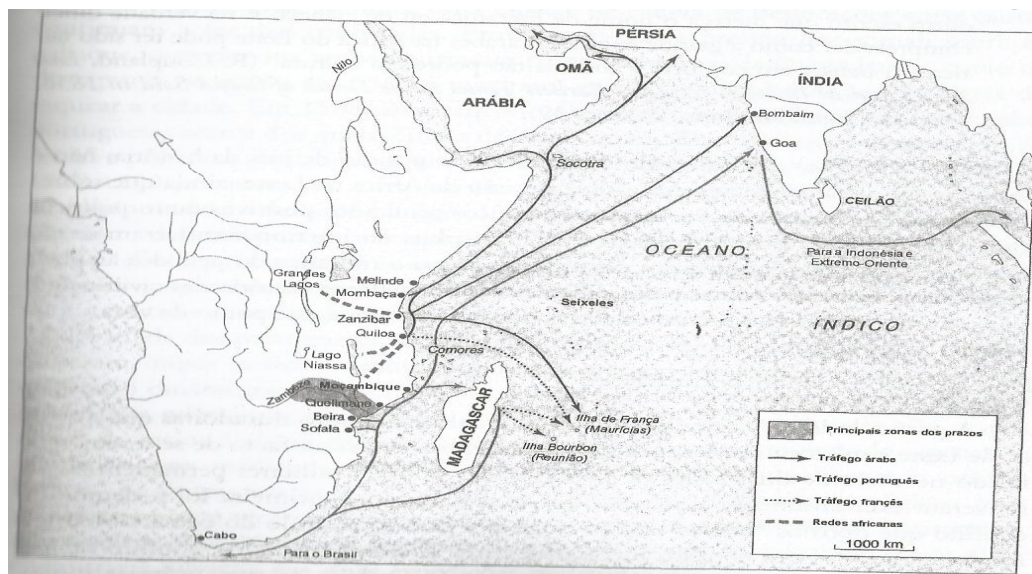 PÉRSIA
OMÃ
Nilo
ARÁBIA
ÍNDIA
Bombaim
Goa
Socotra
CEILÃO
OCEANO
Para a Indonésia e
Extremo-Oriente
Grandes
Lagos
Melinde
Mombaça
Zanzibar
Quiloa
Seixeles
ÍNDICO
Comores
Lago
Niassa
Moçambique
Zambeze
Quelimane
Beira
Sofala
MADAGASCAR
Ilha de França
(Maurícias)
Ilha Bourbon
(Reunião)
Cabo
Para o Brasil
Principais zonas dos prazos
Tráfego árabe
Tráfego português
Tráfego francês
Redes africanas
1000 km